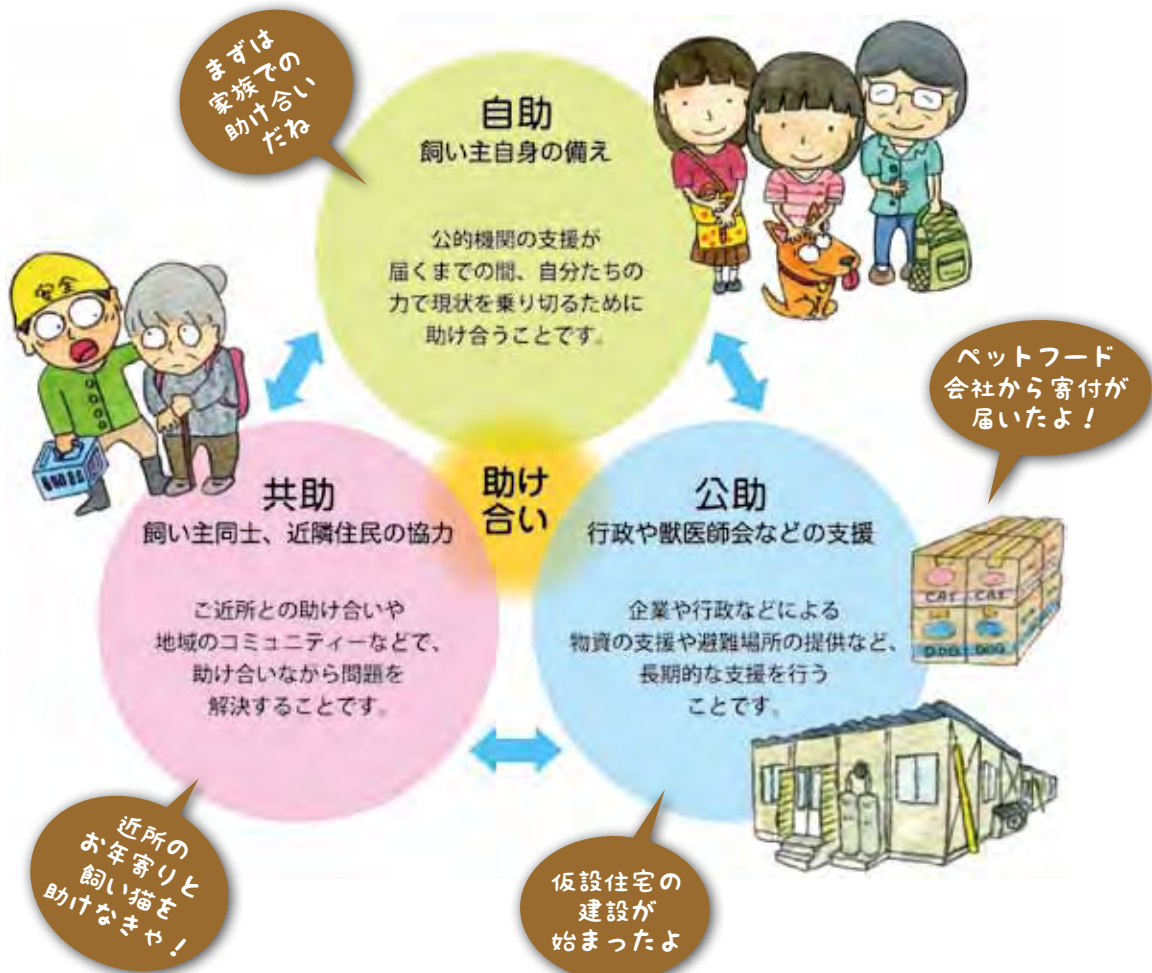 まずは
家族での
助け合い
だね
自助
飼い主自身の備え
公的機関の支援が
届くまでの間、自分たちの
力で現状を乗り切るために
助け合うことです。
安全
ペットフード
会社から寄付が
届いたよ！
助け
合い
共助
飼い主同士、近隣住民の協力
ご近所との助け合いや
地域のコミュニティーなどで、
助け合いながら問題を
解決することです。
公助
行政や獣医師会などの支援
企業や行政などによる
物資の支援や避難場所の提供など、
長期的な支援を行う
ことです。
CAT CAT
DOG DOG
近所の
お年寄りと
飼い猫を
助けなきゃ！
仮設住宅の
建設が
始まったよ